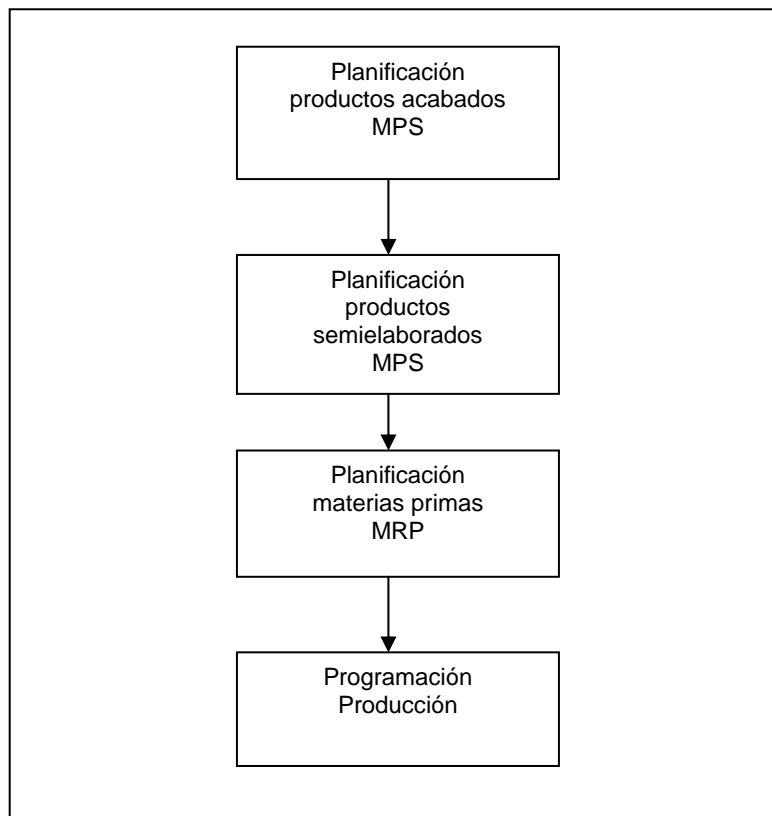 Planificación
productos acabados
MPS
Planificación
productos
semielaborados
MPS
Planificación
materias primas
MRP
Programación
Producción